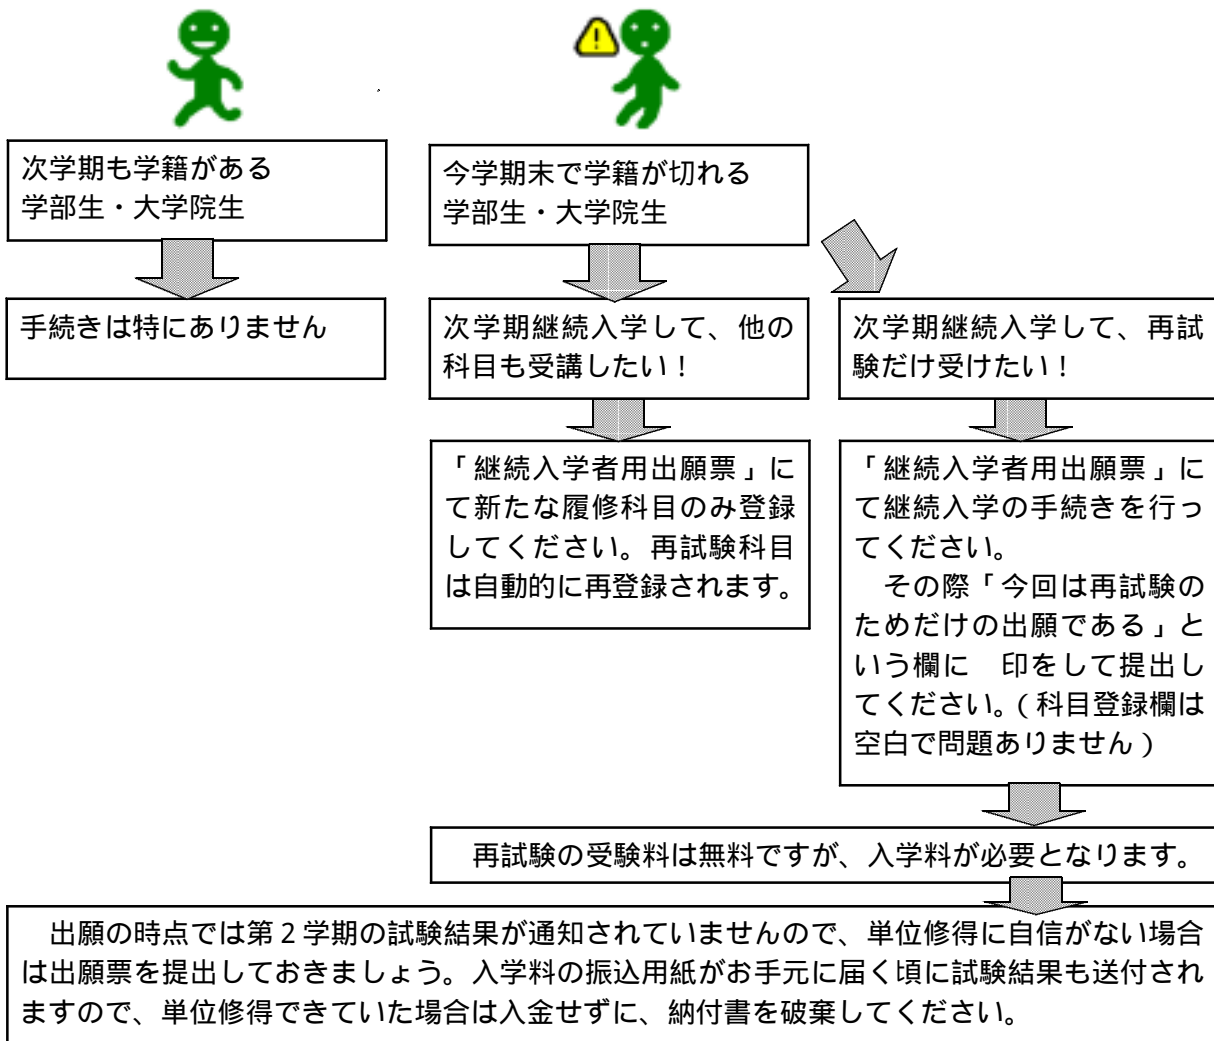 次学期も学籍がある
学部生・大学院生
今学期末で学籍が切れる
学部生・大学院生
手続きは特にありません
次学期継続入学して、他の
科目も受講したい！
次学期継続入学して、再試
験だけ受けたい！
「継続入学者用出願票」に
て新たな履修科目のみ登録
してください。再試験科目
は自動的に再登録されます。
「継続入学者用出願票」に
て継続入学の手続きを行っ
てください。
　その際「今回は再試験の
ためだけの出願である」と
いう欄に　印をして提出し
てください。（科目登録欄は
空白で問題ありません）
再試験の受験料は無料ですが、入学料が必要となります。
　出願の時点では第２学期の試験結果が通知されていませんので、単位修得に自信がない場合
は出願票を提出しておきましょう。入学料の振込用紙がお手元に届く頃に試験結果も送付され
ますので、単位修得できていた場合は入金せずに、納付書を破棄してください。